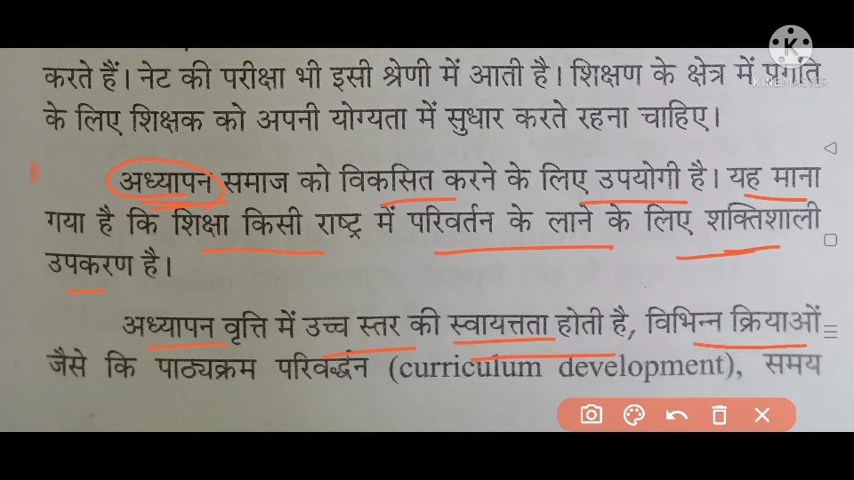 करते हैं। नेट की परीक्षा भी इसी श्रेणी में आती है। शिक्षण के क्षेत्र में प्रगति
के लिए शिक्षक को अपनी योग्यता में सुधार करते रहना चाहिए।
अध्यापन समाज को विकसित करने के लिए उपयोगी है। यह माना
गया है कि शिक्षा किसी राष्ट्र में परिवर्तन के लाने के लिए शक्तिशाली
उपकरण है।
अध्यापन वृत्ति में उच्च स्तर की स्वायत्तता होती है, विभिन्न क्रियाओं
जैसे कि पाठ्यक्रम परिवर्द्धन (curriculum development), समय
K
KINEMASTER